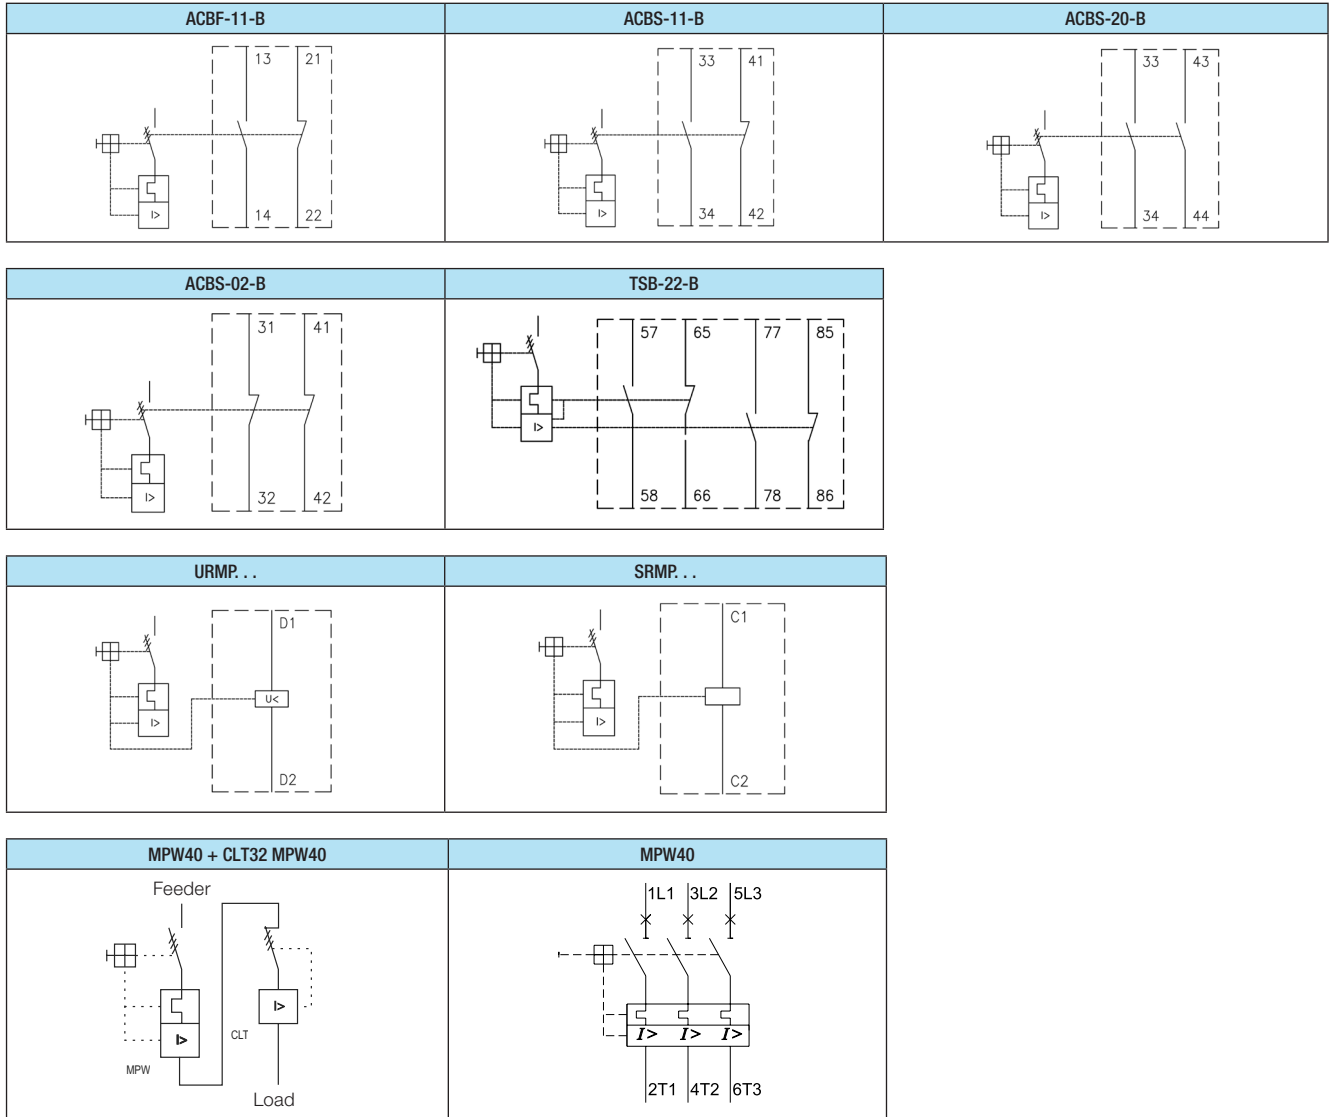 ACBF-11-B ACBS-11-B ACBS-20-B
13 21 33 41 33 43
I> I> I>
14 22 34 42 34 44
ACBS-02-B TSB-22-B
31 41 57 65 77 85
I> I>
32 42 58 66 78 86
URMP. . . SRMP. . .
D1 C1
U<
I> I>
D2 C2
MPW40 + CLT32 MPW40 MPW40
Feeder 1L1 3L2 5L3
I>
I> I> I> I>
CLT
MPW
Load 2T1 4T2 6T3